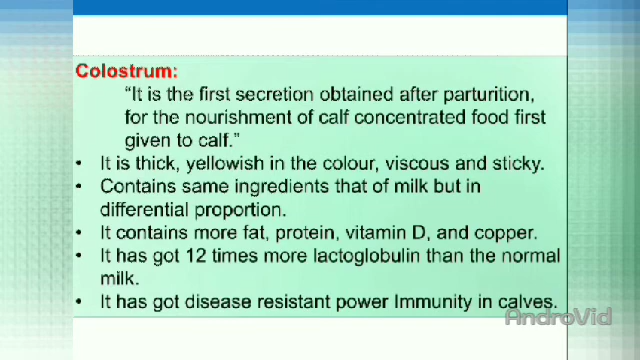 Colostrum:
“It is the first secretion obtained after parturition,
for the nourishment of calf concentrated food first
given to calf.”
• It is thick, yellowish in the colour, viscous and sticky.
• Contains same ingredients that of milk but in
differential proportion.
• It contains more fat, protein, vitamin D, and copper.
• It has got 12 times more lactoglobulin than the normal
milk.
• It has got disease resistant power Immunity in calves.
AndroVid